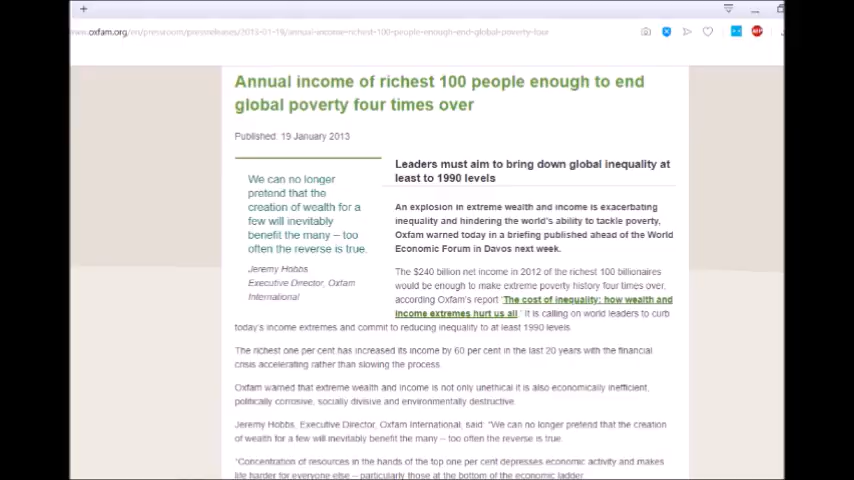 www.oxfam.org/en/pressroom/pressreleases/2013-01-19/annual-income-richest-100-people-enough-end-global-poverty-four
Annual income of richest 100 people enough to end
global poverty four times over
Published: 19 January 2013
We can no longer
pretend that the
creation of wealth for a
few will inevitably
benefit the many – too
often the reverse is true.
Jeremy Hobbs
Executive Director, Oxfam
International
Leaders must aim to bring down global inequality at
least to 1990 levels
An explosion in extreme wealth and income is exacerbating
inequality and hindering the world's ability to tackle poverty,
Oxfam warned today in a briefing published ahead of the World
Economic Forum in Davos next week.
The $240 billion net income in 2012 of the richest 100 billionaires
would be enough to make extreme poverty history four times over,
according Oxfam's report 'The cost of inequality: how wealth and
income extremes hurt us all.' It is calling on world leaders to curb
today's income extremes and commit to reducing inequality to at least 1990 levels.
The richest one per cent has increased its income by 60 per cent in the last 20 years with the financial
crisis accelerating rather than slowing the process.
Oxfam warned that extreme wealth and income is not only unethical it is also economically inefficient,
politically corrosive, socially divisive and environmentally destructive.
Jeremy Hobbs, Executive Director, Oxfam International, said: "We can no longer pretend that the creation
of wealth for a few will inevitably benefit the many – too often the reverse is true.
"Concentration of resources in the hands of the top one per cent depresses economic activity and makes
life harder for everyone else – particularly those at the bottom of the economic ladder.